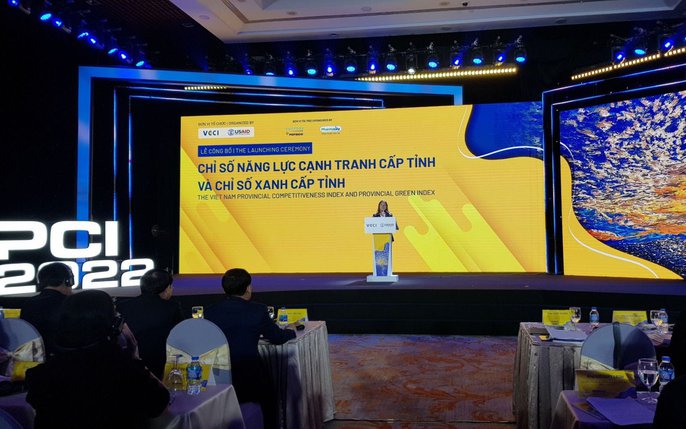 ĐƠN VỊ TỔ CHỨC | ORGANIZED BY
VCCI
USAID
LỄ CÔNG BỐ | THE LAUNCHING CEREMONY
CHỈ SỐ NĂNG LỰC CẠNH TRANH CẤP TỈNH
VÀ CHỈ SỐ XANH CẤP TỈNH
THE VIET NAM PROVINCIAL COMPETITIVENESS INDEX AND PROVINCIAL GREEN INDEX
VCCI
PCI
2022